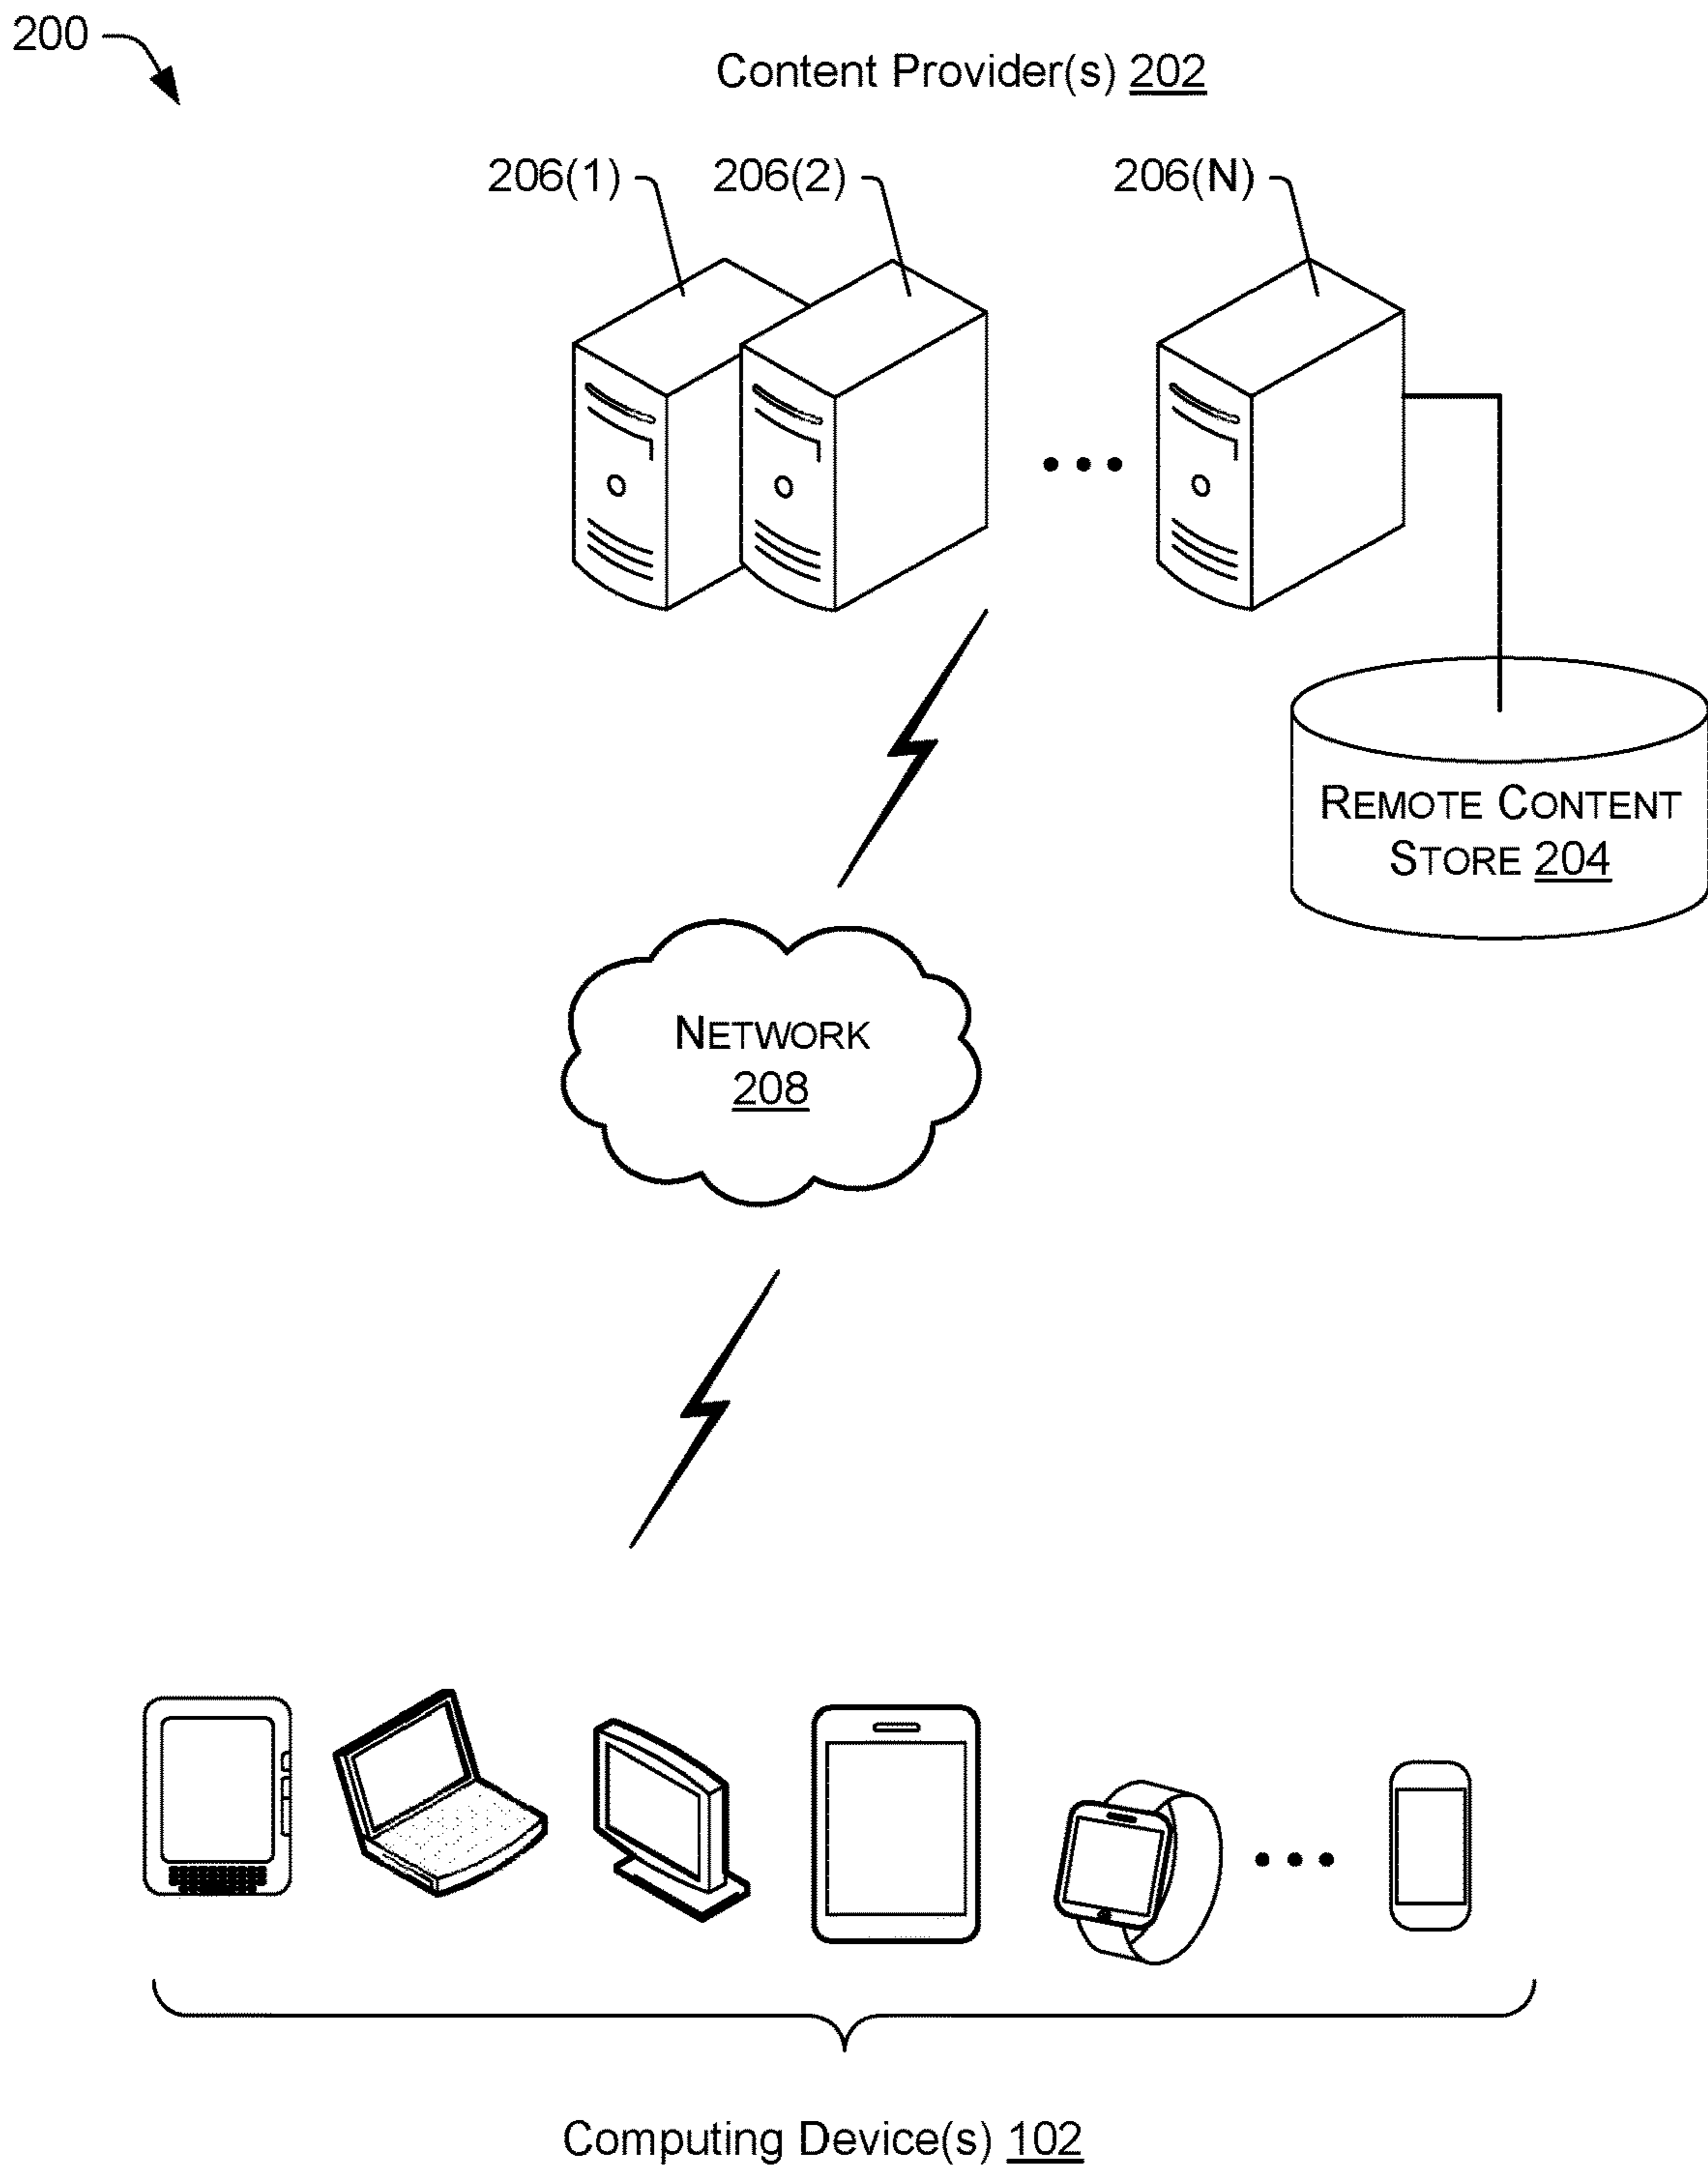 200
Content Provider(s) 202
206(1) 206(2) 206(N)
REMOTE CONTENT
STORE 204
NETWORK
208
Computing Device(s) 102